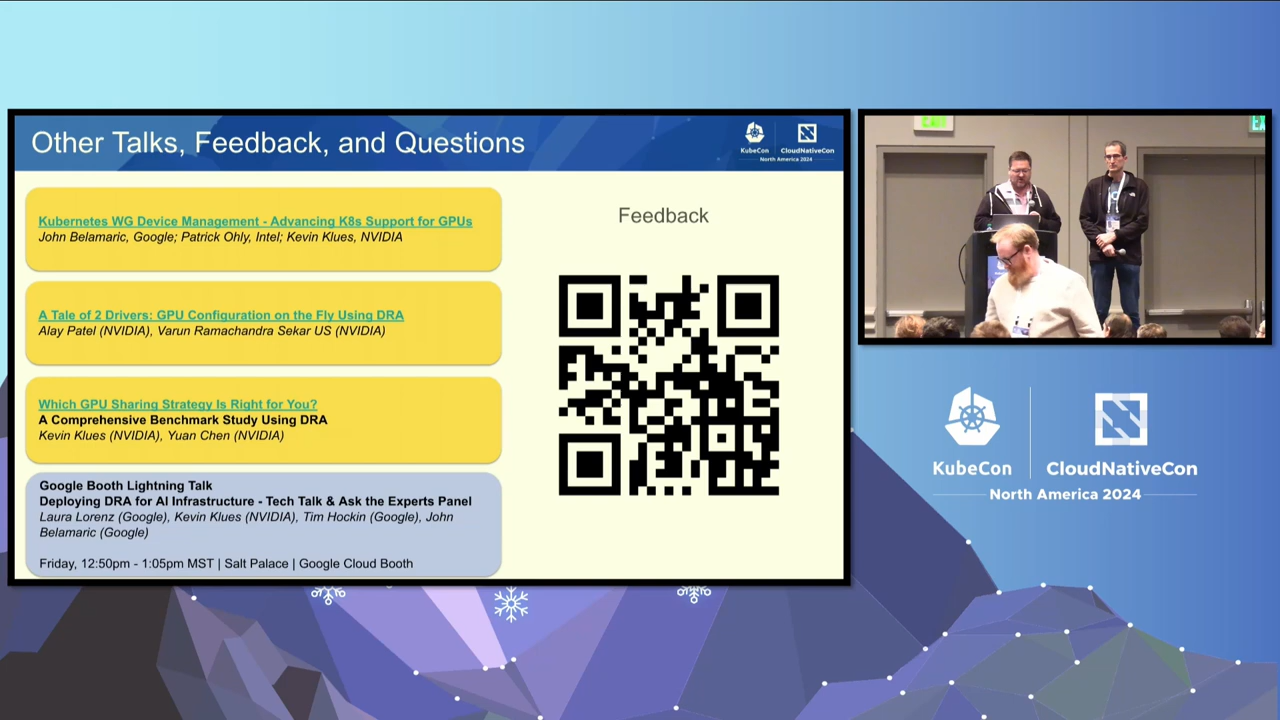 Other Talks, Feedback, and Questions
KubeCon
CloudNativeCon
North America 2024
Kubernetes WG Device Management - Advancing K8s Support for GPUs
John Belamaric, Google; Patrick Ohly, Intel; Kevin Klues, NVIDIA
A Tale of 2 Drivers: GPU Configuration on the Fly Using DRA
Alay Patel (NVIDIA), Varun Ramachandra Sekar US (NVIDIA)
Which GPU Sharing Strategy Is Right for You?
A Comprehensive Benchmark Study Using DRA
Kevin Klues (NVIDIA), Yuan Chen (NVIDIA)
Google Booth Lightning Talk
Deploying DRA for AI Infrastructure - Tech Talk & Ask the Experts Panel
Laura Lorenz (Google), Kevin Klues (NVIDIA), Tim Hockin (Google), John
Belamaric (Google)
Friday, 12:50pm - 1:05pm MST | Salt Palace | Google Cloud Booth
Feedback
KubeCon
CloudNativeCon
North America 2024